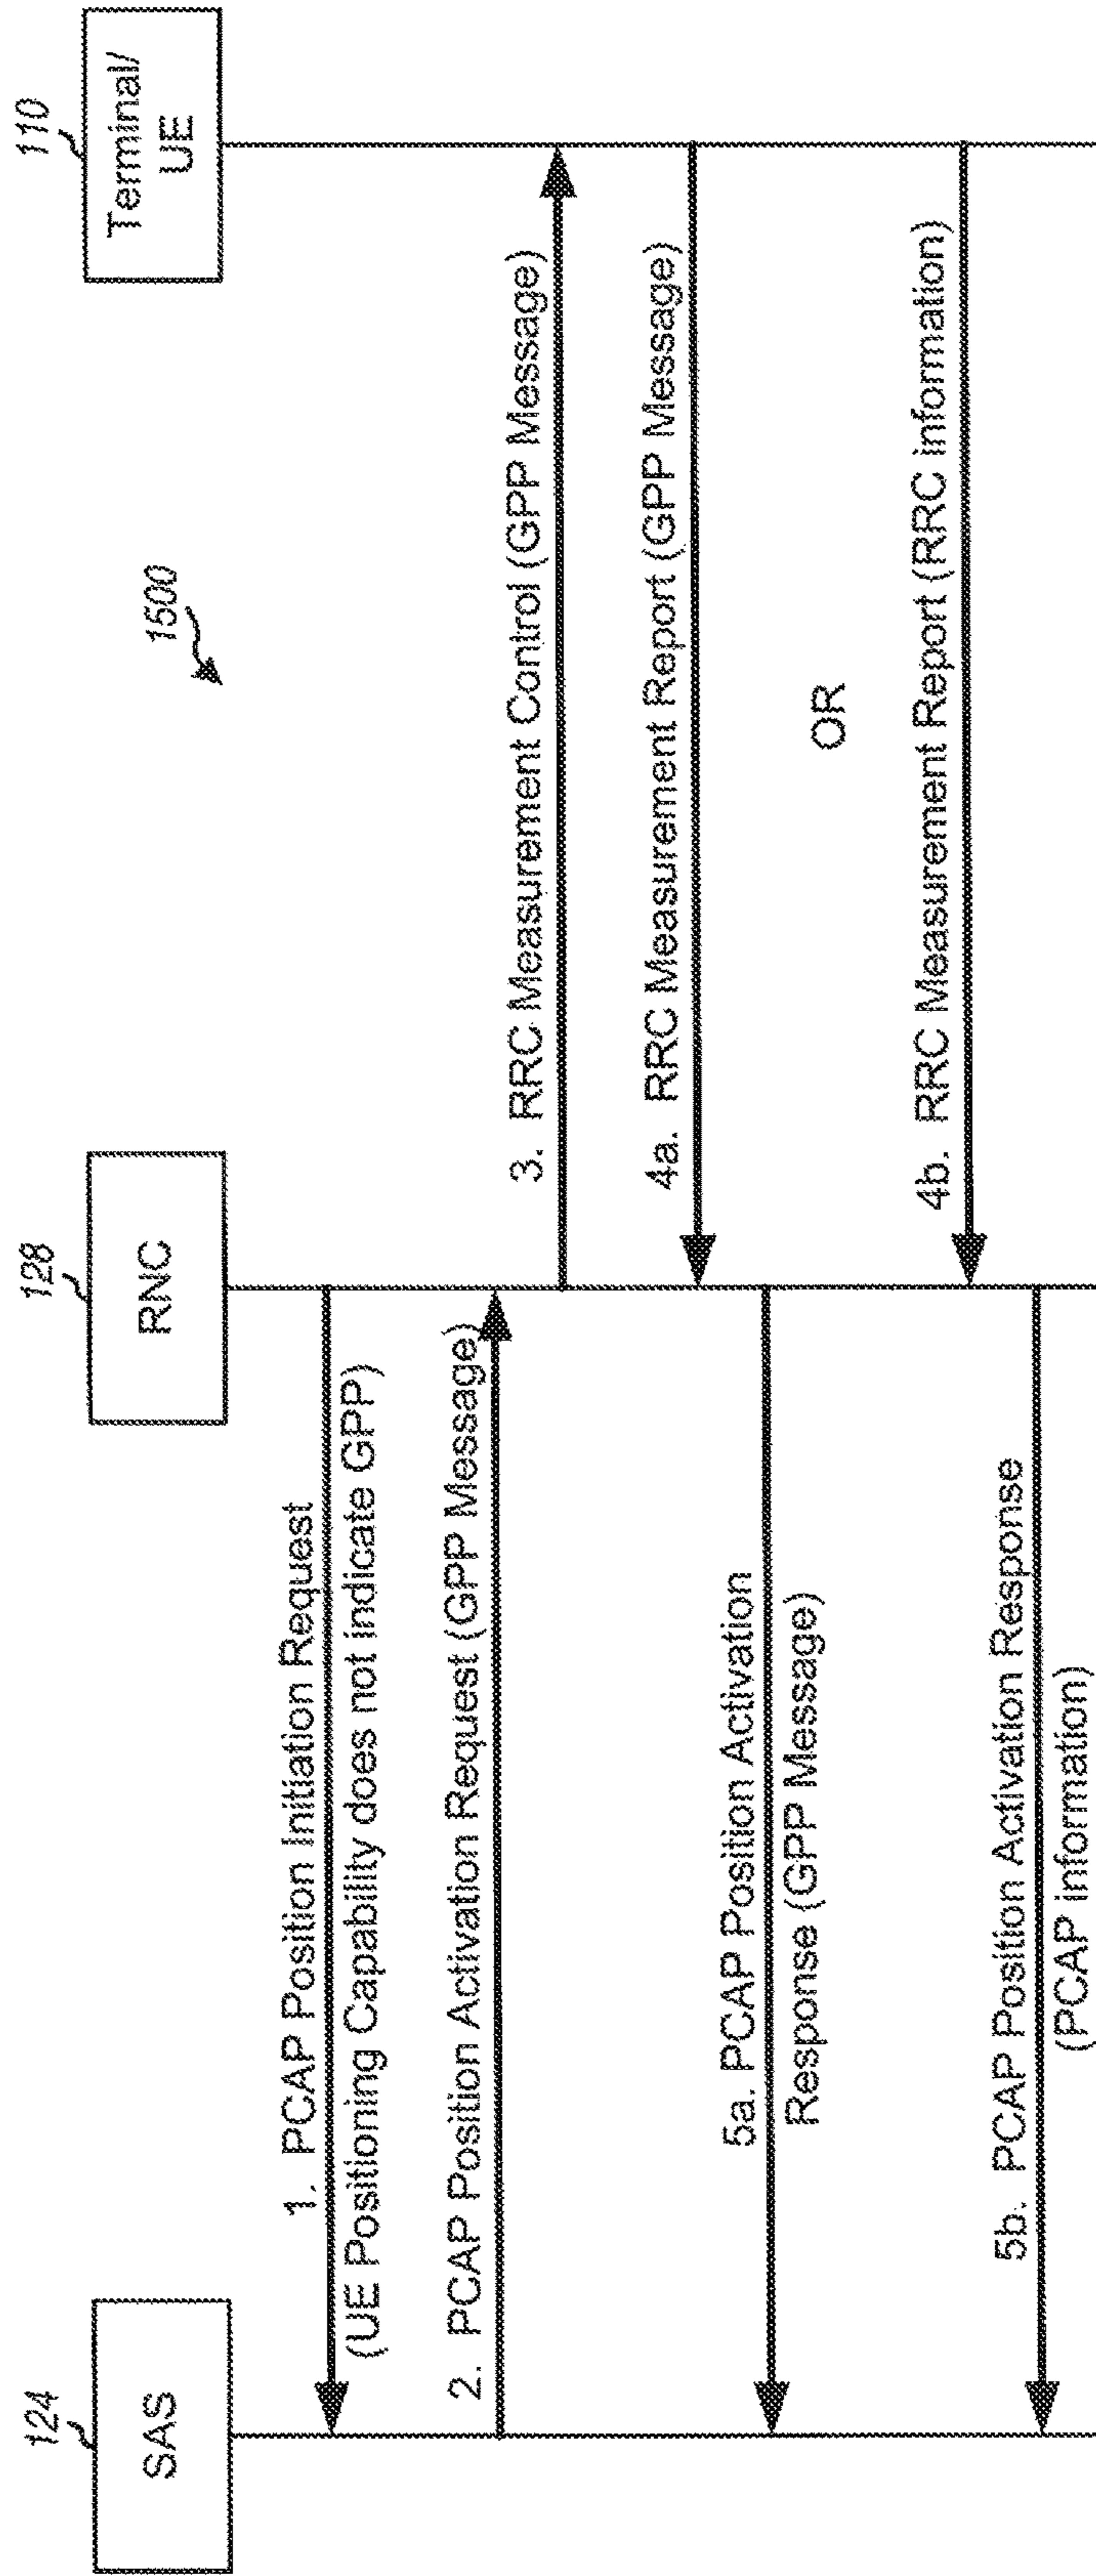 124
SAS
128
RNC
110
Terminal/
UE
1500
1. PCAP Position Initiation Request
(UE Positioning Capability does not indicate GPP)
2. PCAP Position Activation Request (GPP Message)
3. RRC Measurement Control (GPP Message)
4a. RRC Measurement Report (GPP Message)
5a. PCAP Position Activation
Response (GPP Message)
OR
4b. RRC Measurement Report (RRC information)
5b. PCAP Position Activation Response
(PCAP information)